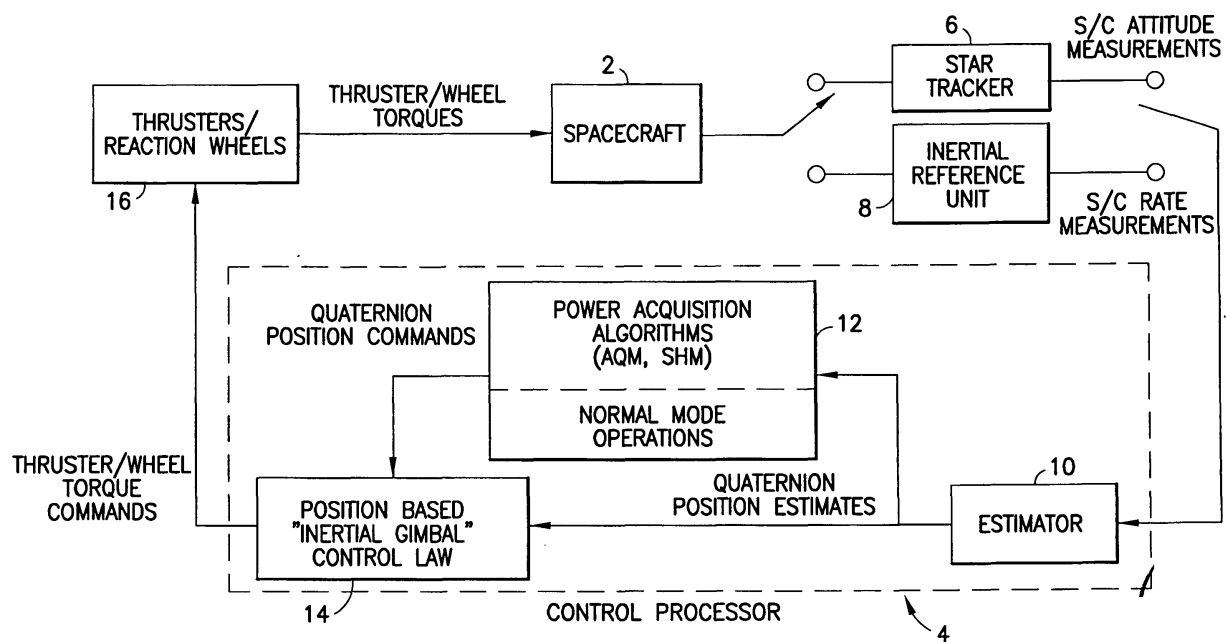 6
S/C ATTITUDE
MEASUREMENTS
STAR
TRACKER
2
THRUSTER/WHEEL
TORQUES
THRUSTERS/
REACTION WHEELS
SPACECRAFT
INERTIAL
REFERENCE
UNIT
8
16
S/C RATE
MEASUREMENTS
QUATERNION
POSITION COMMANDS
POWER ACQUISITION
ALGORITHMS
(AQM, SHM)
12
NORMAL MODE
OPERATIONS
THRUSTER/WHEEL
TORQUE
COMMANDS
QUATERNION
POSITION ESTIMATES
10
POSITION BASED
"INERTIAL GIMBAL"
CONTROL LAW
ESTIMATOR
14
CONTROL PROCESSOR
4